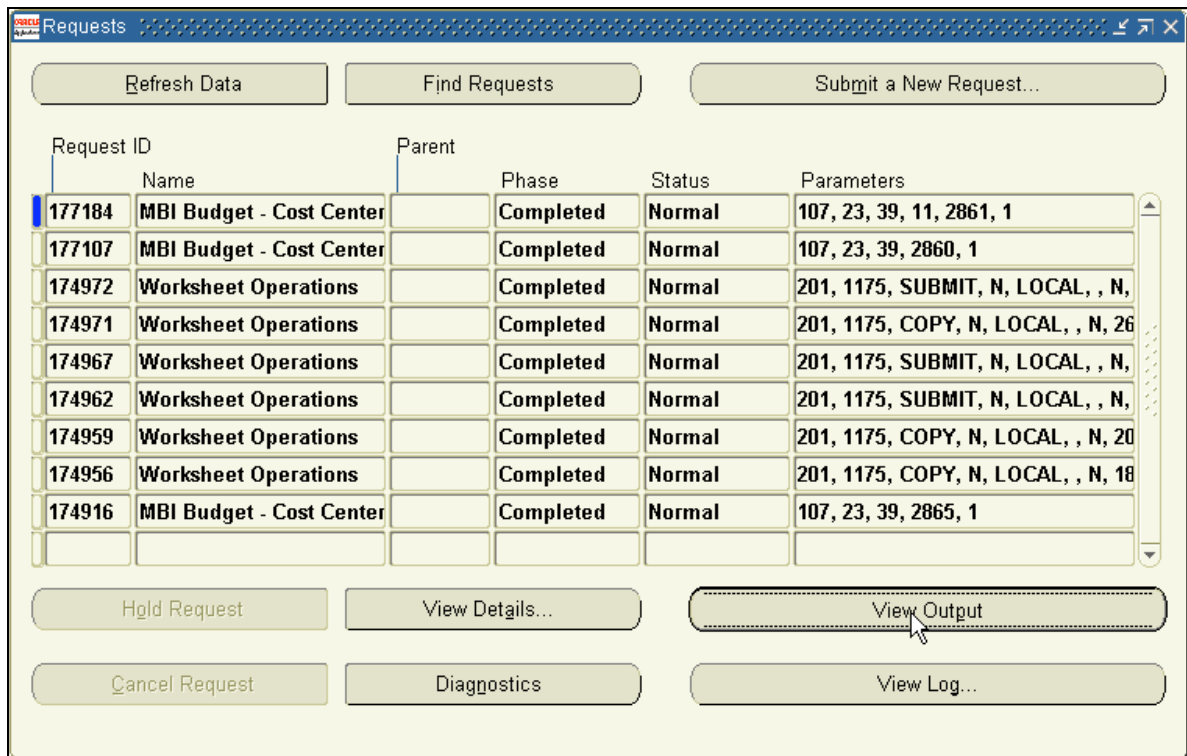 ORACLE Applications Requests
Refresh Data Find Requests Submit a New Request...
Request ID Parent
Name Phase Status Parameters
177184 MBI Budget - Cost Center Completed Normal 107, 23, 39, 11, 2861, 1
177107 MBI Budget - Cost Center Completed Normal 107, 23, 39, 2860, 1
174972 Worksheet Operations Completed Normal 201, 1175, SUBMIT, N, LOCAL, , N,
174971 Worksheet Operations Completed Normal 201, 1175, COPY, N, LOCAL, , N, 26
174967 Worksheet Operations Completed Normal 201, 1175, SUBMIT, N, LOCAL, , N,
174962 Worksheet Operations Completed Normal 201, 1175, SUBMIT, N, LOCAL, , N,
174959 Worksheet Operations Completed Normal 201, 1175, COPY, N, LOCAL, , N, 20
174956 Worksheet Operations Completed Normal 201, 1175, COPY, N, LOCAL, , N, 18
174916 MBI Budget - Cost Center Completed Normal 107, 23, 39, 2865, 1
Hold Request View Details... View Output
Cancel Request Diagnostics View Log...